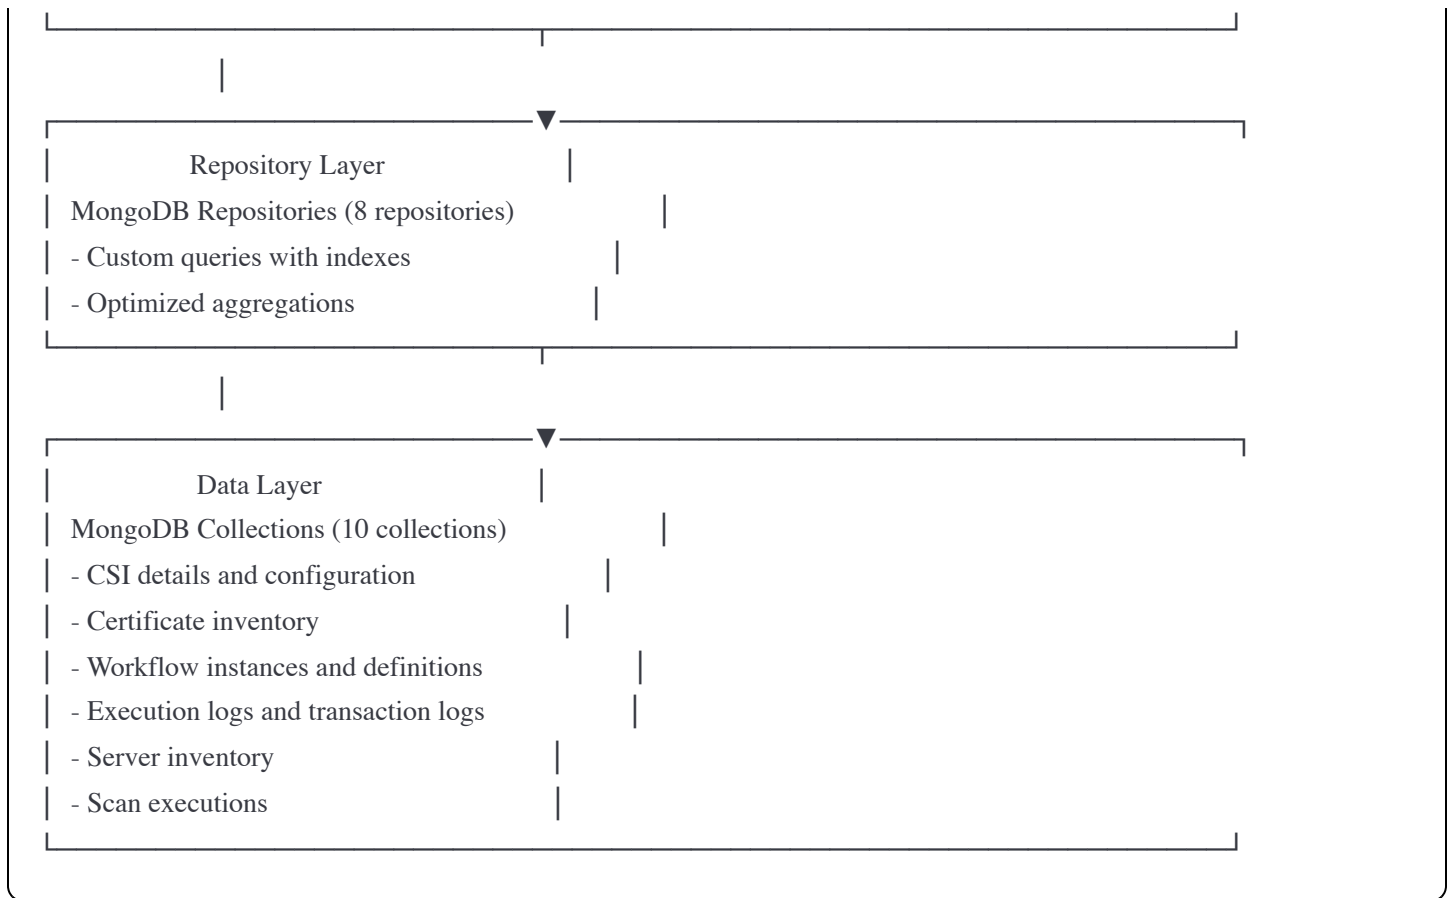 ▼
Repository Layer
MongoDB Repositories (8 repositories)
- Custom queries with indexes
- Optimized aggregations
▼
Data Layer
MongoDB Collections (10 collections)
- CSI details and configuration
- Certificate inventory
- Workflow instances and definitions
- Execution logs and transaction logs
- Server inventory
- Scan executions